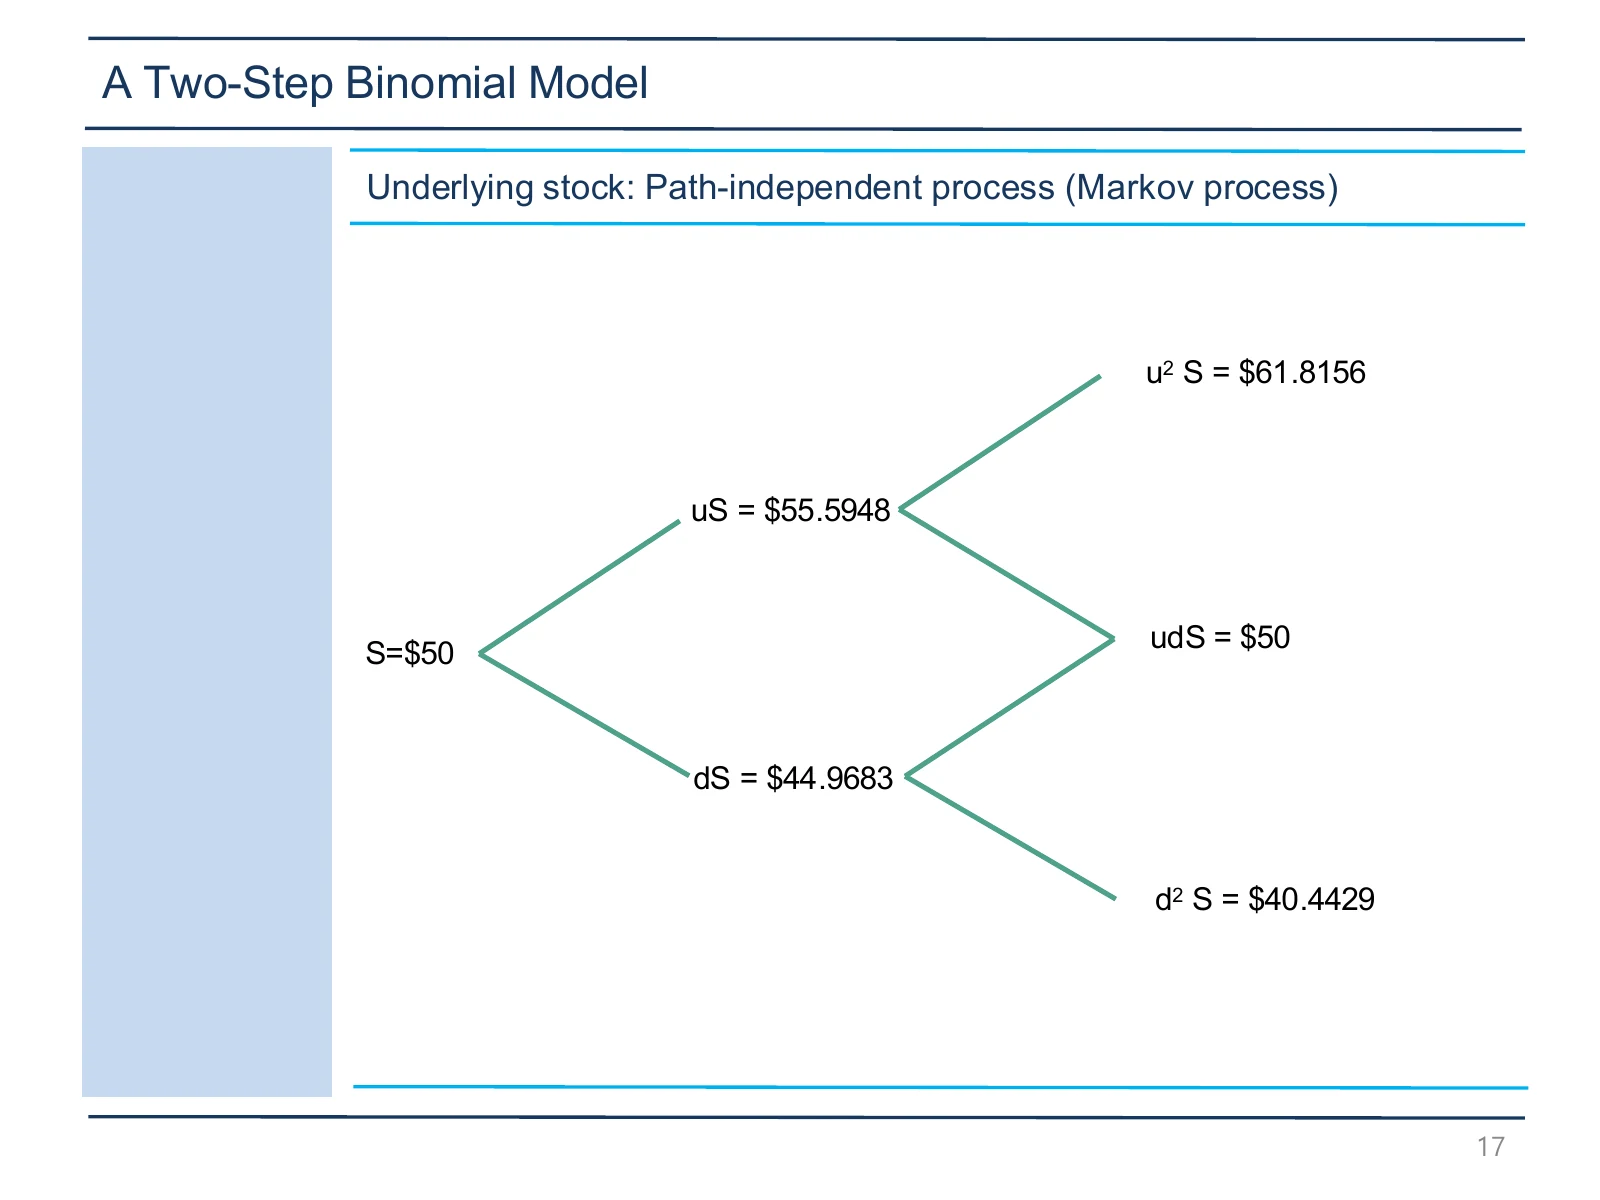 A Two-Step Binomial Model
Underlying stock: Path-independent process (Markov process)
u² S = $61.8156
uS = $55.5948
udS = $50
S=$50
dS = $44.9683
d² S = $40.4429
17